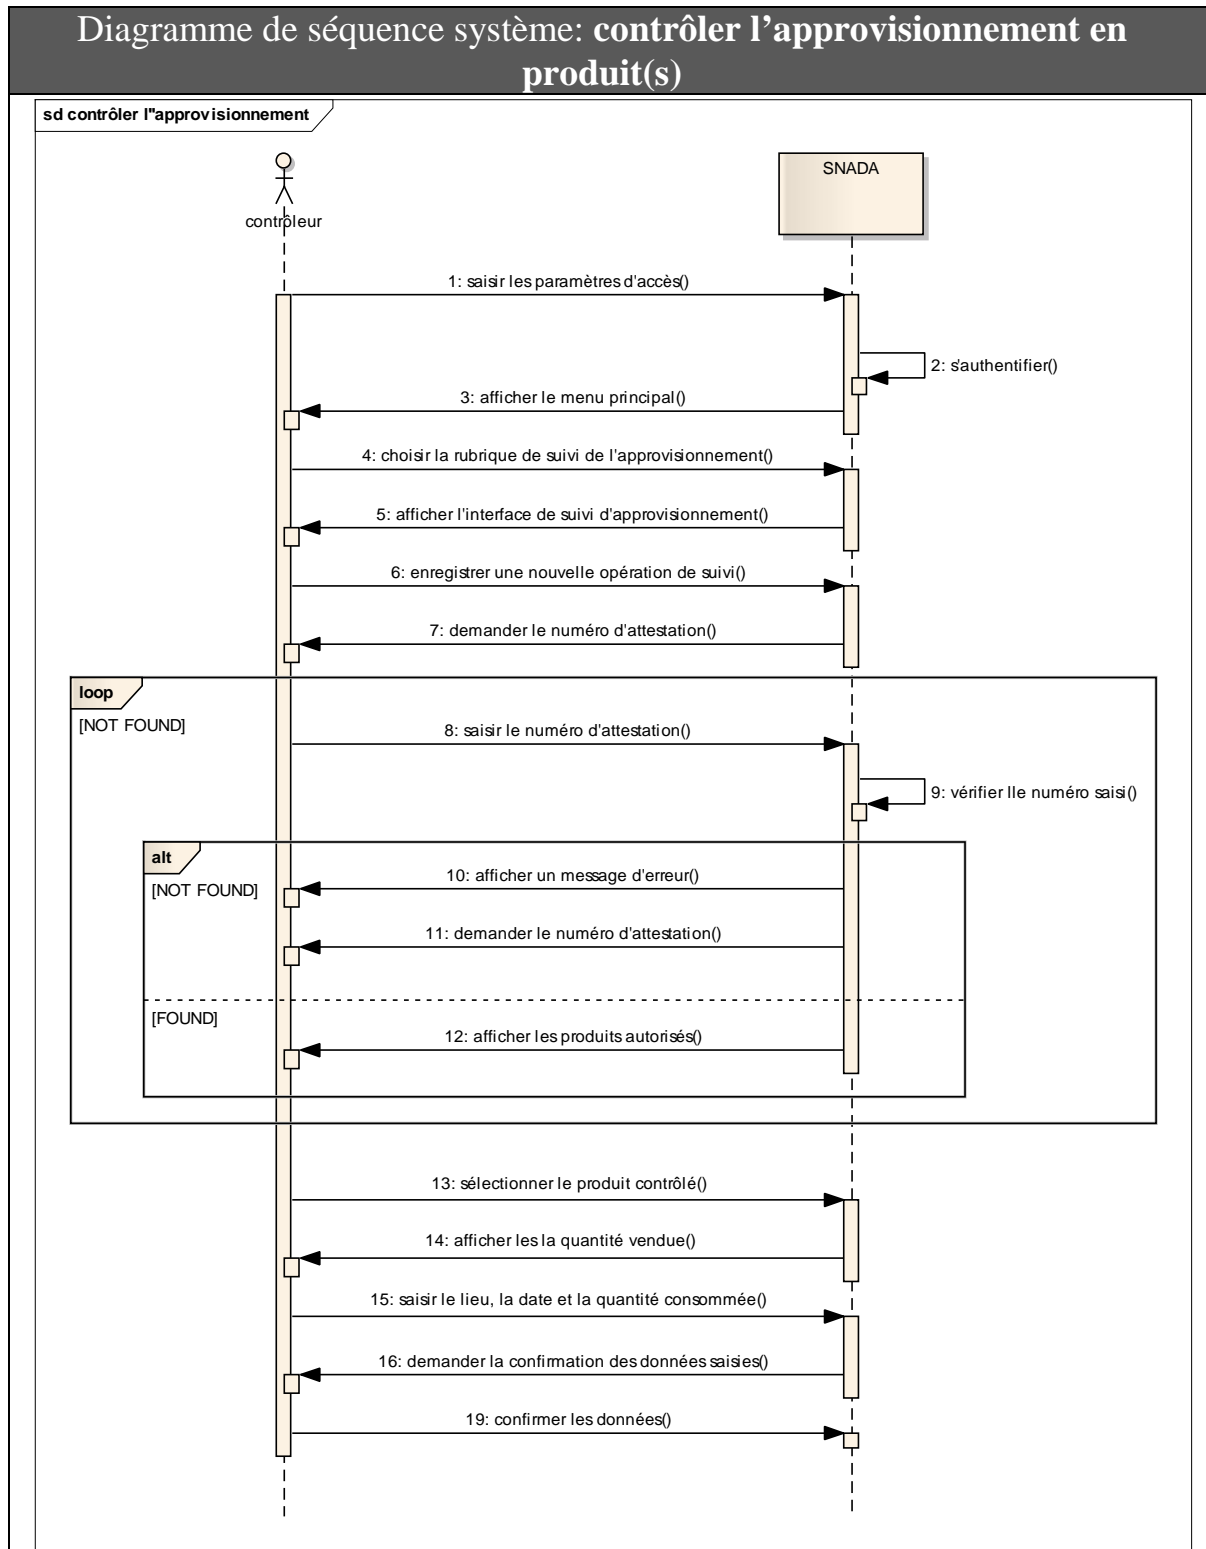 Diagramme de séquence système: contrôler l'approvisionnement en
produit(s)
sd contrôler l"approvisionnement
contrôleur
SNADA
1: saisir les paramètres d'accès()
2: s'authentifier()
3: afficher le menu principal()
4: choisir la rubrique de suivi de l'approvisionnement()
5: afficher l'interface de suivi d'approvisionnement()
6: enregistrer une nouvelle opération de suivi()
7: demander le numéro d'attestation()
loop
[NOT FOUND]
8: saisir le numéro d'attestation()
9: vérifier lle numéro saisi()
alt
[NOT FOUND]
10: afficher un message d'erreur()
11: demander le numéro d'attestation()
[FOUND]
12: afficher les produits autorisés()
13: sélectionner le produit contrôlé()
14: afficher les la quantité vendue()
15: saisir le lieu, la date et la quantité consommée()
16: demander la confirmation des données saisies()
19: confirmer les données()